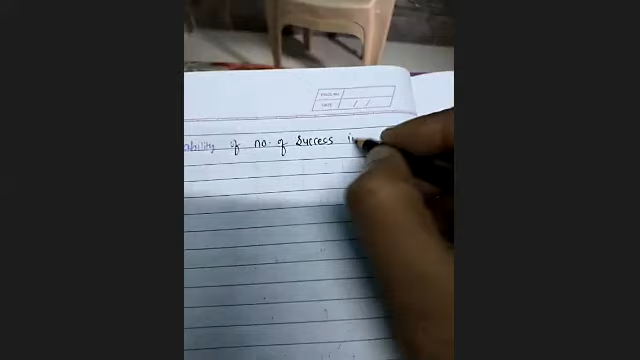 PAGE NO.
DATE / /
ability of no. of success